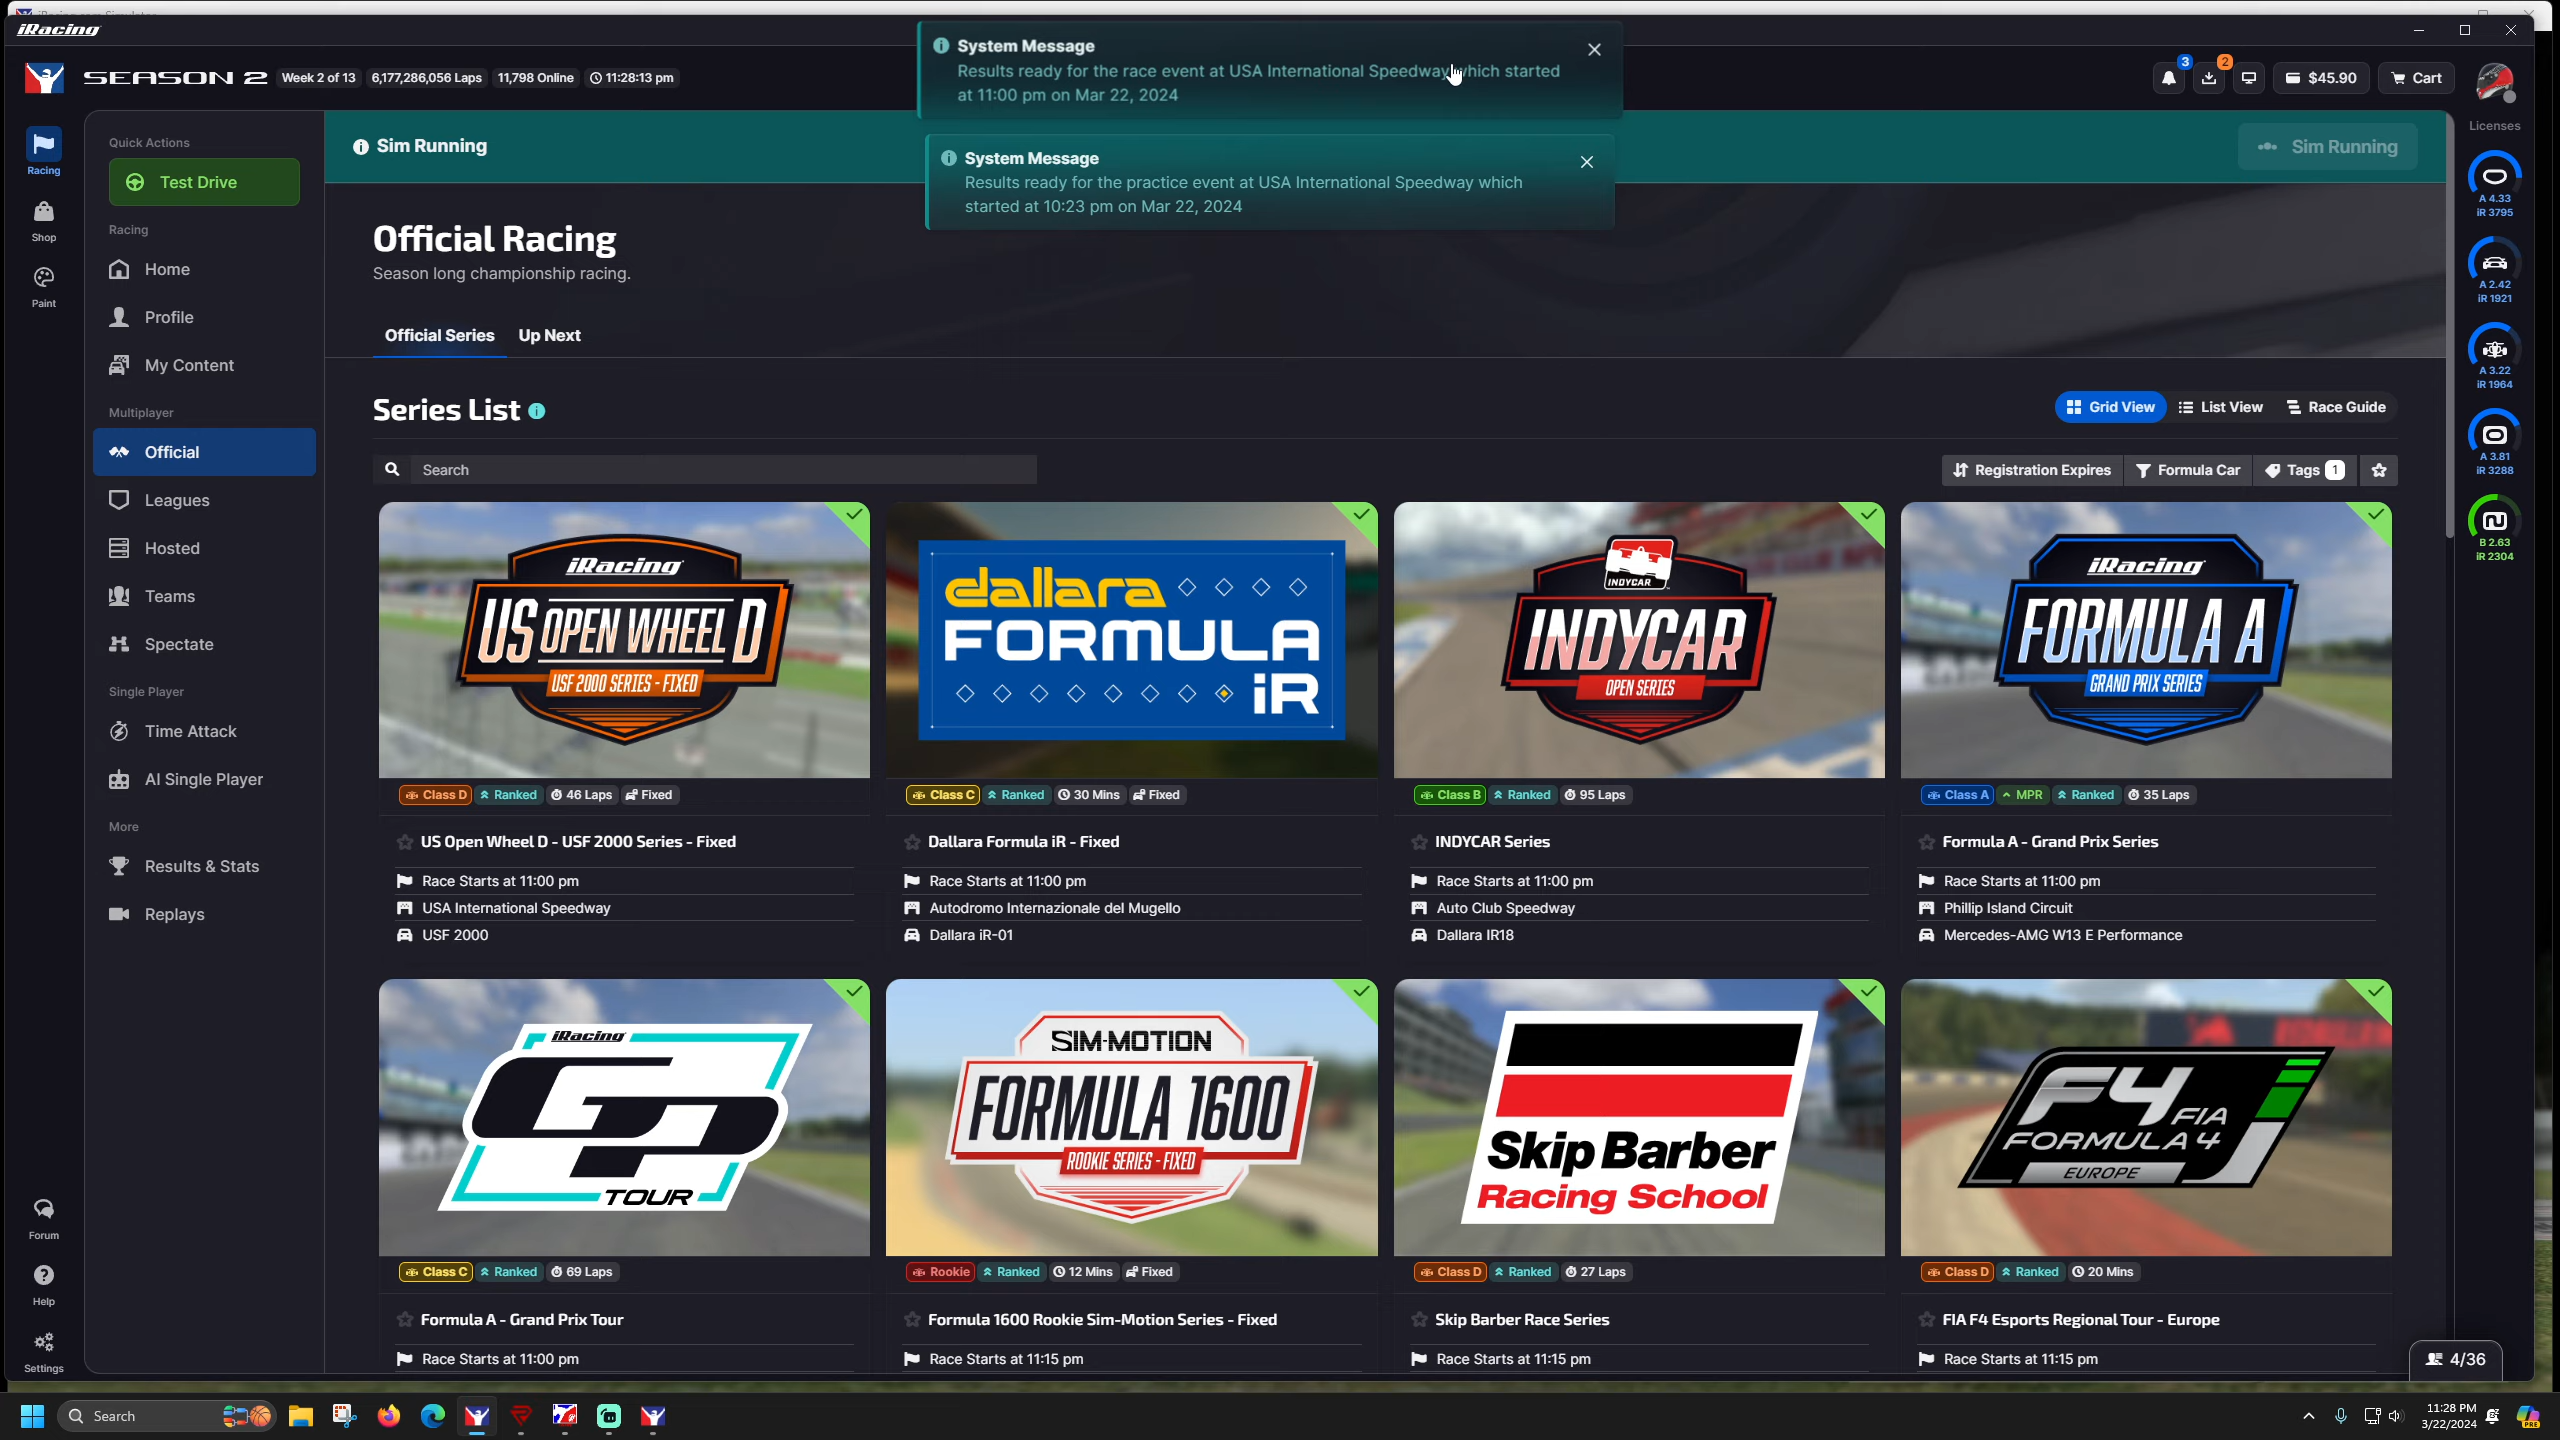 iRacing
SEASON 2
Week 2 of 13
6,177,286,056 Laps
11,798 Online
11:28:13 pm
System Message
Results ready for the race event at USA International Speedway which started
at 11:00 pm on Mar 22, 2024
System Message
Results ready for the practice event at USA International Speedway which
started at 10:23 pm on Mar 22, 2024
3
2
$45.90
Cart
Racing
Shop
Paint
Forum
Help
Settings
Quick Actions
Test Drive
Racing
Home
Profile
My Content
Multiplayer
Official
Leagues
Hosted
Teams
Spectate
Single Player
Time Attack
AI Single Player
More
Results & Stats
Replays
Sim Running
Sim Running
Official Racing
Season long championship racing.
Official Series
Up Next
Series List
Grid View
List View
Race Guide
Search
Registration Expires
Formula Car
Tags 1
iRacing
US OPEN WHEEL D
USF 2000 SERIES - FIXED
Class D Ranked 46 Laps Fixed
US Open Wheel D - USF 2000 Series - Fixed
Race Starts at 11:00 pm
USA International Speedway
USF 2000
dallara
FORMULA
iR
Class C Ranked 30 Mins Fixed
Dallara Formula iR - Fixed
Race Starts at 11:00 pm
Autodromo Internazionale del Mugello
Dallara iR-01
INDYCAR
INDYCAR
OPEN SERIES
Class B Ranked 95 Laps
INDYCAR Series
Race Starts at 11:00 pm
Auto Club Speedway
Dallara IR18
iRacing
FORMULA A
GRAND PRIX SERIES
Class A MPR Ranked 35 Laps
Formula A - Grand Prix Series
Race Starts at 11:00 pm
Phillip Island Circuit
Mercedes-AMG W13 E Performance
iRacing
GP
TOUR
Class C Ranked 69 Laps
Formula A - Grand Prix Tour
Race Starts at 11:00 pm
SIM-MOTION
FORMULA 1600
ROOKIE SERIES - FIXED
Rookie Ranked 12 Mins Fixed
Formula 1600 Rookie Sim-Motion Series - Fixed
Race Starts at 11:15 pm
Skip Barber
Racing School
Class D Ranked 27 Laps
Skip Barber Race Series
Race Starts at 11:15 pm
F4 FIA
FORMULA 4
EUROPE
Class D Ranked 20 Mins
FIA F4 Esports Regional Tour - Europe
Race Starts at 11:15 pm
Licenses
A 4.33
iR 3795
A 2.42
iR 1921
A 3.22
iR 1964
A 3.81
iR 3288
B 2.63
iR 2304
4/36
Search
11:28 PM
3/22/2024
PRE